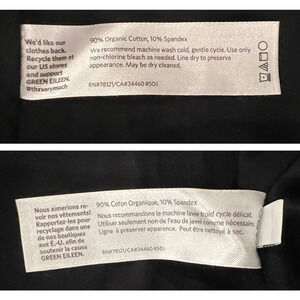 We'd like our
clothes back.
Recycle them at
our US stores
and support
GREEN EILEEN.
#thxverymuch
90% Organic Cotton, 10% Spandex
We recommend machine wash cold, gentle cycle. Use only
non-chlorine bleach as needed. Line dry to preserve
appearance. May be dry cleaned.
RN#78121/CA#34460 RSOJ
Nous aimerions re-
voir nos vêtements!
Rapportez-les pour
recyclage dans une
de nos boutiques
aux É.-U. afin de
soutenir la cause
GREEN EILEEN.
90% Coton Organique, 10% Spandex
Nous recommandons la machine laver froid cycle délicat.
Utiliser seulement non de l'eau de javel comme nécessaire
Ligne à préserver apparence. Peut être nettoyé à sec.
RN#78121/CA#34460 RSOJ